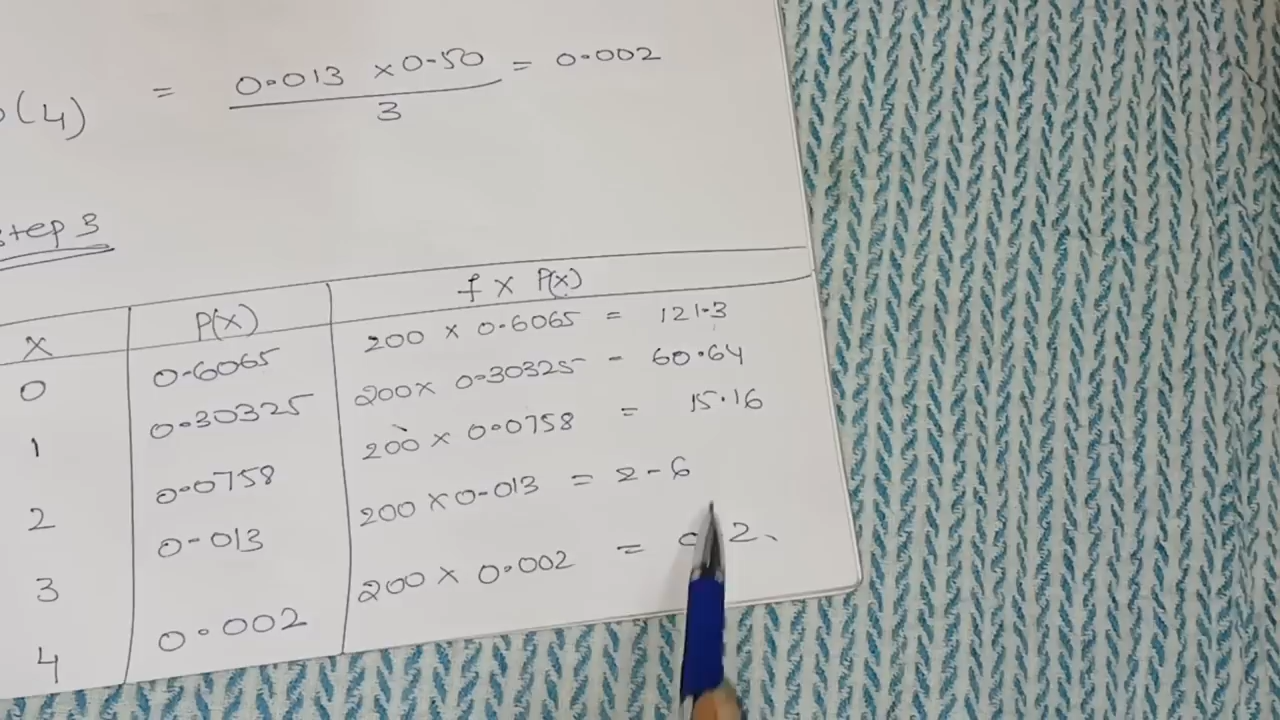 (4) = 0.013 x 0.50 = 0.002
3
Step 3
x P(x) f x P(x)
0 0.6065 200 x 0.6065 = 121.3
1 0.30325 200x 0.30325 = 60.64
2 0.0758 200 x 0.0758 = 15.16
3 0.013 200 x 0.013 = 2.6
4 0.002 200 x 0.002 = 2